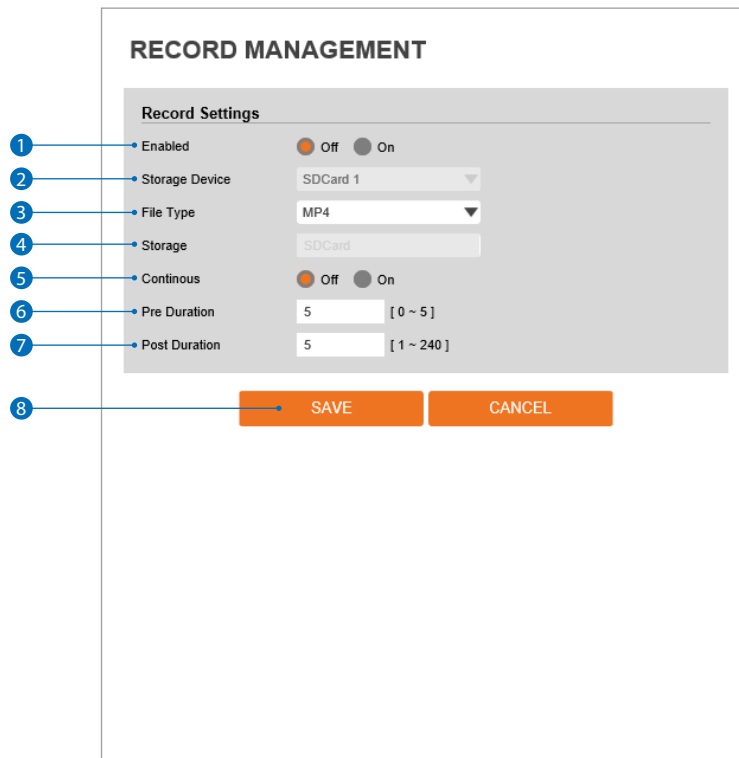 RECORD MANAGEMENT
Record Settings
1 Enabled Off On
2 Storage Device SDCard 1
3 File Type MP4
4 Storage SDCard
5 Continous Off On
6 Pre Duration 5 [ 0 ~ 5 ]
7 Post Duration 5 [ 1 ~ 240 ]
8 SAVE CANCEL